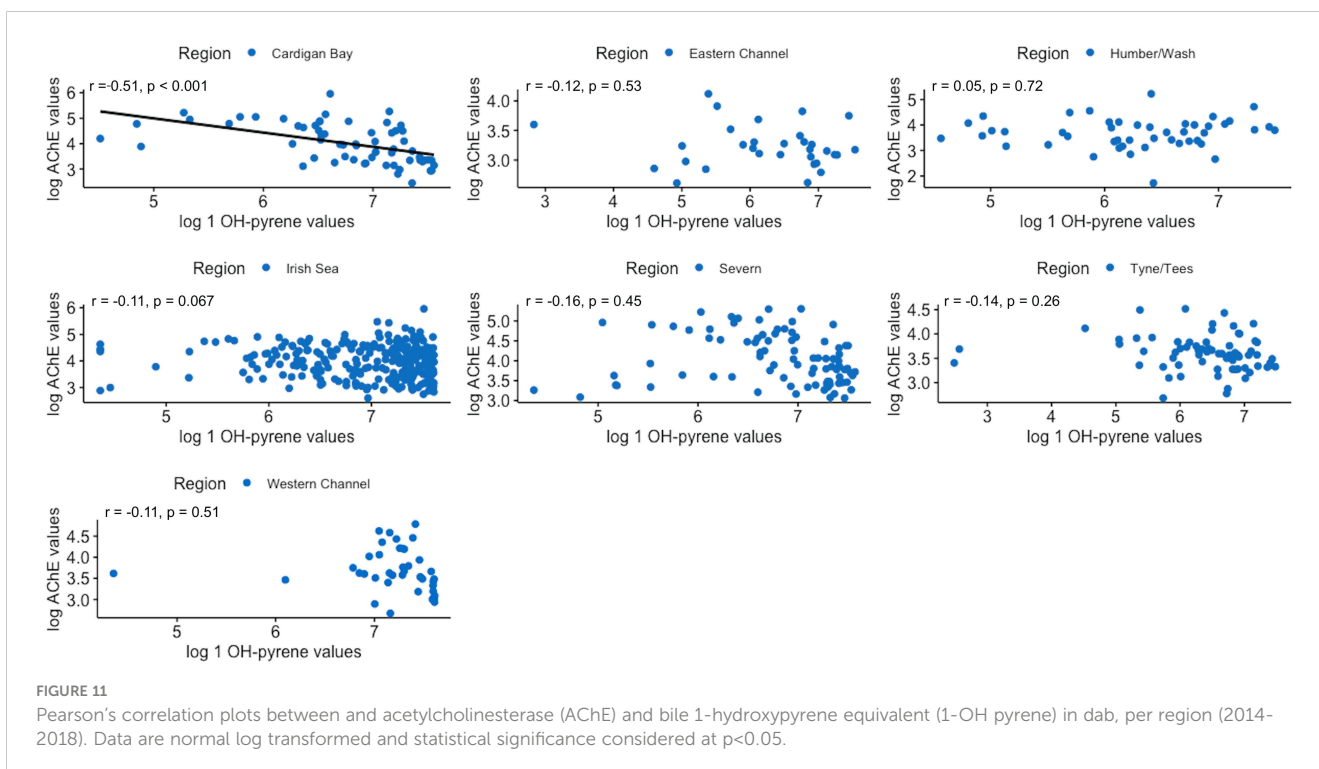 Region Cardigan Bay
r =-0.51, p < 0.001
log AChE values
6
5
4
3
5 6 7
log 1 OH-pyrene values
Region Eastern Channel
r = -0.12, p = 0.53
log AChE values
4.0
3.5
3.0
3 4 5 6 7
log 1 OH-pyrene values
Region Humber/Wash
r = 0.05, p = 0.72
log AChE values
5
4
3
2
5 6 7
log 1 OH-pyrene values
Region Irish Sea
r = -0.11, p = 0.067
log AChE values
6
5
4
3
5 6 7
log 1 OH-pyrene values
Region Severn
r = -0.16, p = 0.45
log AChE values
5.0
4.5
4.0
3.5
3.0
5 6 7
log 1 OH-pyrene values
Region Tyne/Tees
r = -0.14, p = 0.26
log AChE values
4.5
4.0
3.5
3.0
3 4 5 6 7
log 1 OH-pyrene values
Region Western Channel
r = -0.11, p = 0.51
log AChE values
4.5
4.0
3.5
3.0
5 6 7
log 1 OH-pyrene values
FIGURE 11
Pearson's correlation plots between and acetylcholinesterase (AChE) and bile 1-hydroxypyrene equivalent (1-OH pyrene) in dab, per region (2014-
2018). Data are normal log transformed and statistical significance considered at p<0.05.